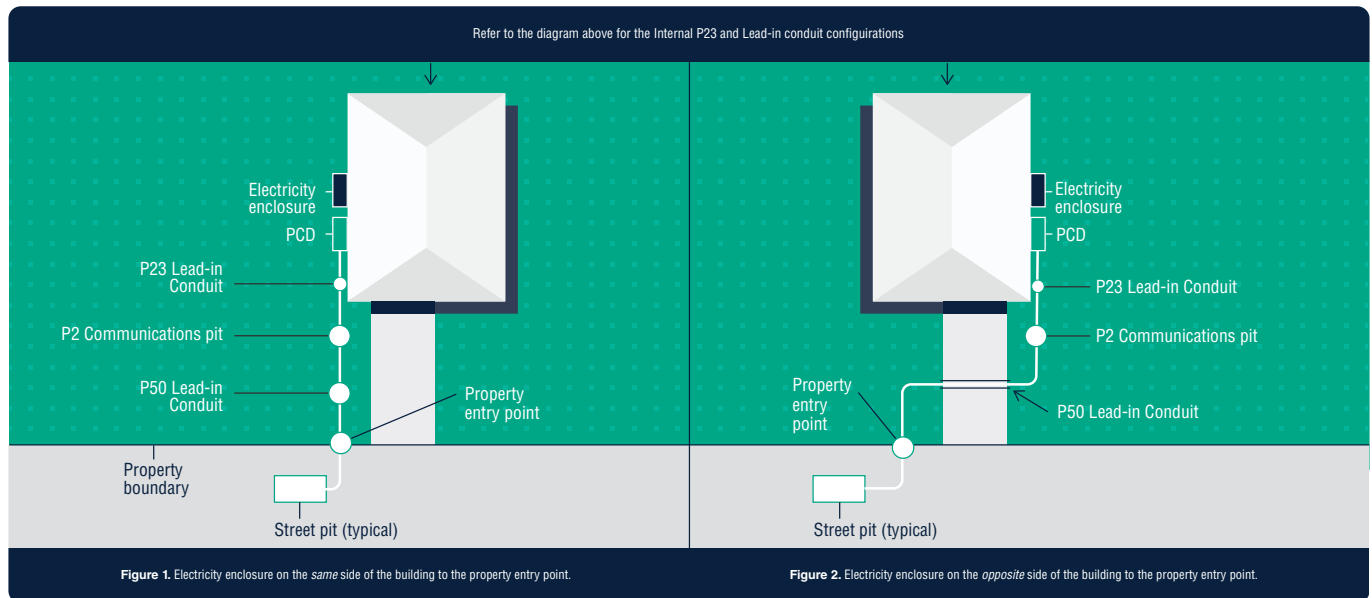 Refer to the diagram above for the Internal P23 and Lead-in conduit configuirations
Electricity
enclosure
PCD
P23 Lead-in
Conduit
P2 Communications pit
P50 Lead-in
Conduit
Property
entry point
Property
boundary
Street pit (typical)
Electricity
enclosure
PCD
P23 Lead-in Conduit
P2 Communications pit
Property
entry
point
P50 Lead-in Conduit
Street pit (typical)
Figure 1. Electricity enclosure on the same side of the building to the property entry point.
Figure 2. Electricity enclosure on the opposite side of the building to the property entry point.